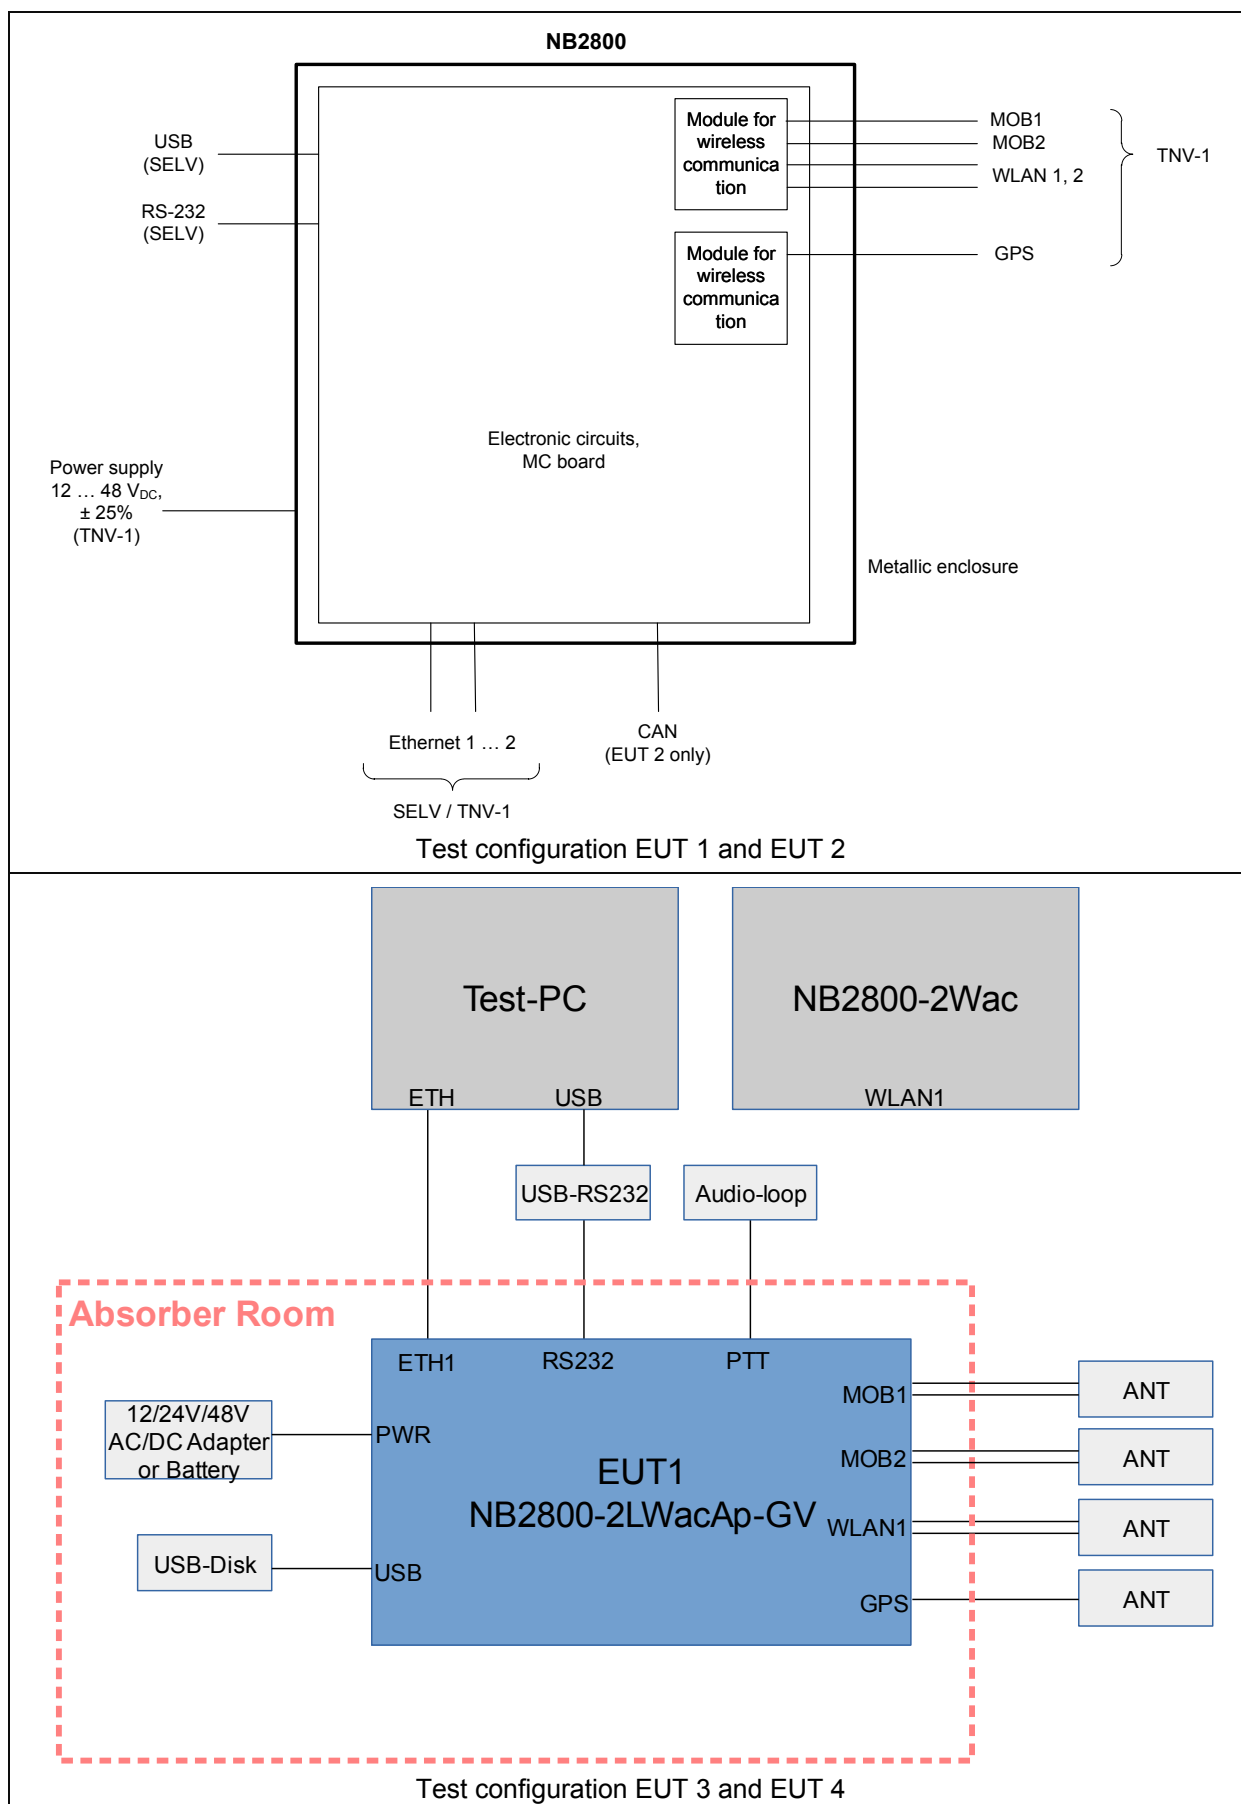 NB2800
Module for
wireless
communica
tion
MOB1
MOB2
WLAN 1, 2
TNV-1
USB
(SELV)
RS-232
(SELV)
Module for
wireless
communica
tion
GPS
Electronic circuits,
MC board
Power supply
12 … 48 VDC,
± 25%
(TNV-1)
Metallic enclosure
Ethernet 1 … 2
SELV / TNV-1
CAN
(EUT 2 only)
Test configuration EUT 1 and EUT 2
Test-PC
ETH USB
NB2800-2Wac
WLAN1
USB-RS232
Audio-loop
Absorber Room
ETH1 RS232 PTT
12/24V/48V
AC/DC Adapter
or Battery
PWR
MOB1
ANT
MOB2
ANT
EUT1
NB2800-2LWacAp-GV
WLAN1
ANT
USB-Disk
USB
GPS
ANT
Test configuration EUT 3 and EUT 4